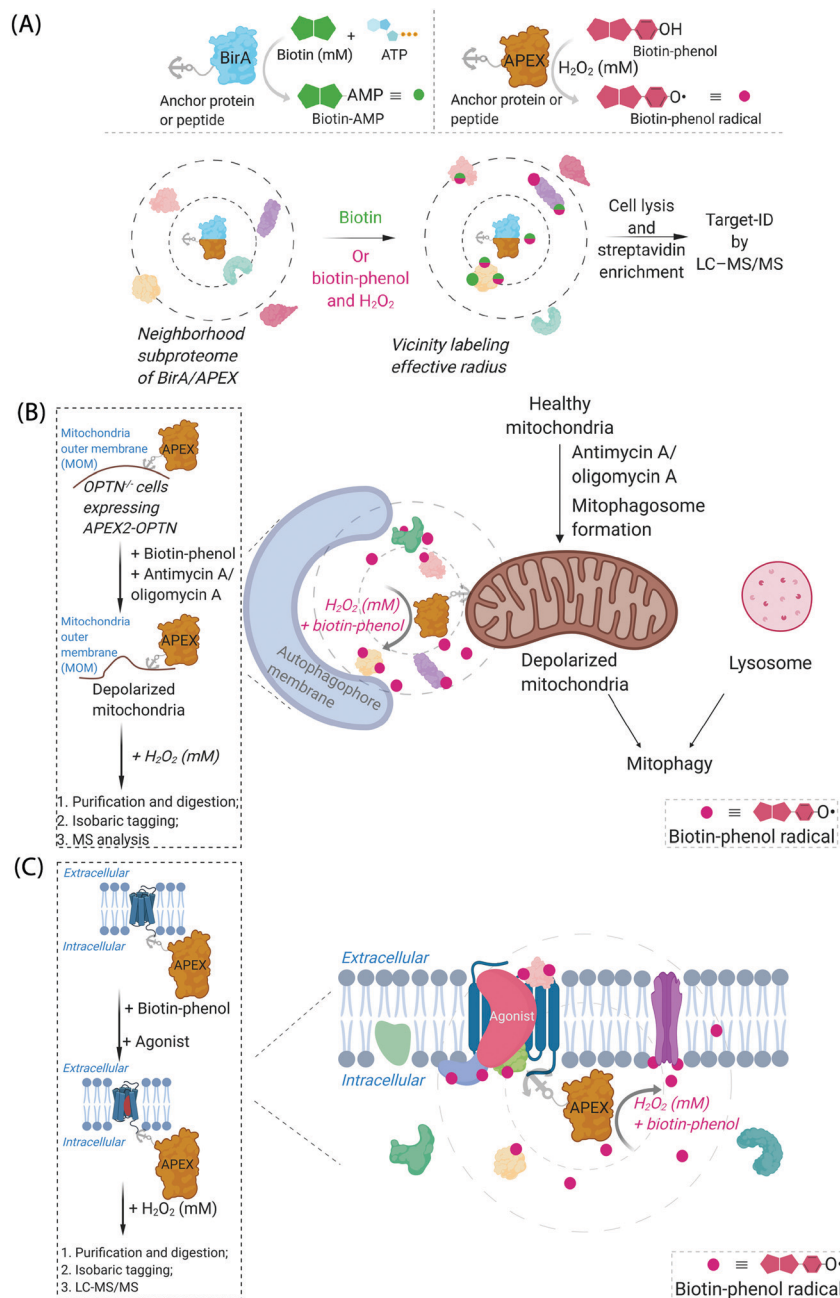 (A)
BirA
Biotin (mM)
+
ATP
Anchor protein
or peptide
AMP ≡
Biotin-AMP
APEX
OH
Biotin-phenol
H₂O₂ (mM)
Anchor protein or
peptide
O• ≡
Biotin-phenol radical
Biotin
Or
biotin-phenol
and H₂O₂
Cell lysis
and
streptavidin
enrichment
Target-ID
by
LC–MS/MS
Neighborhood
subproteome
of BirA/APEX
Vicinity labeling
effective radius
(B)
Mitochondria
outer membrane
(MOM)
APEX
OPTN⁻/⁻ cells
expressing
APEX2-OPTN
+ Biotin-phenol
+ Antimycin A/
oligomycin A
Mitochondria
outer
membrane
(MOM)
APEX
Depolarized
mitochondria
+ H₂O₂ (mM)
1. Purification and digestion;
2. Isobaric tagging;
3. MS analysis
Healthy
mitochondria
Antimycin A/
oligomycin A
Mitophagosome
formation
H₂O₂ (mM)
+ biotin-phenol
APEX
Autophagophore
membrane
Depolarized
mitochondria
Lysosome
Mitophagy
≡ O•
Biotin-phenol radical
(C)
Extracellular
Intracellular
APEX
+ Biotin-phenol
+ Agonist
Extracellular
Intracellular
APEX
+ H₂O₂ (mM)
1. Purification and digestion;
2. Isobaric tagging;
3. LC-MS/MS
Extracellular
Agonist
Intracellular
APEX
H₂O₂ (mM)
+ biotin-phenol
≡ O•
Biotin-phenol radical